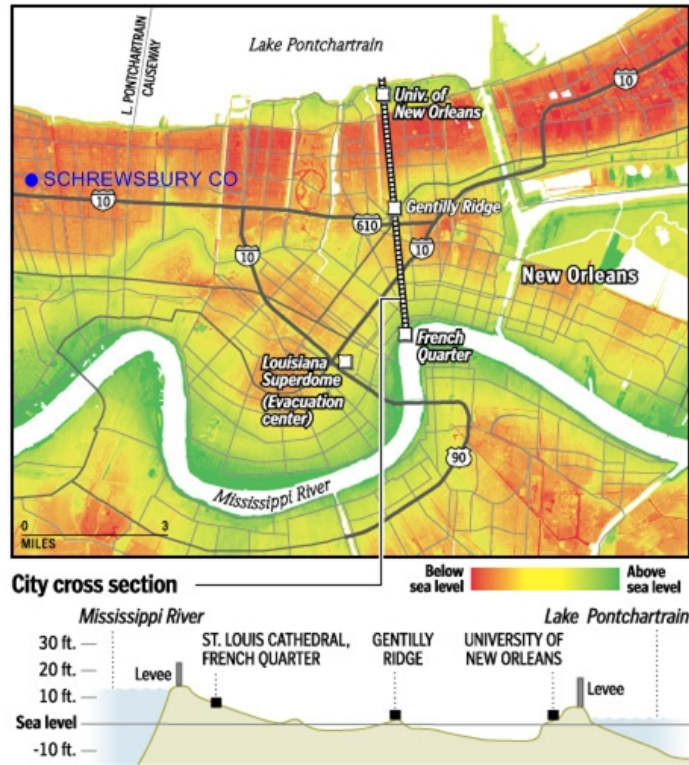 Lake Pontchartrain
L. PONTCHARTRAIN
CAUSEWAY
Univ. of
New Orleans
10
SCHREWSBURY CO
10
Gentilly Ridge
610
10
10
New Orleans
French
Quarter
Louisiana
Superdome
(Evacuation
center)
90
Mississippi River
0 3
MILES
City cross section
Below
sea level
Above
sea level
Mississippi River
Lake Pontchartrain
30 ft.
20 ft.
10 ft.
Sea level
-10 ft.
Levee
ST. LOUIS CATHEDRAL,
FRENCH QUARTER
GENTILLY
RIDGE
UNIVERSITY OF
NEW ORLEANS
Levee